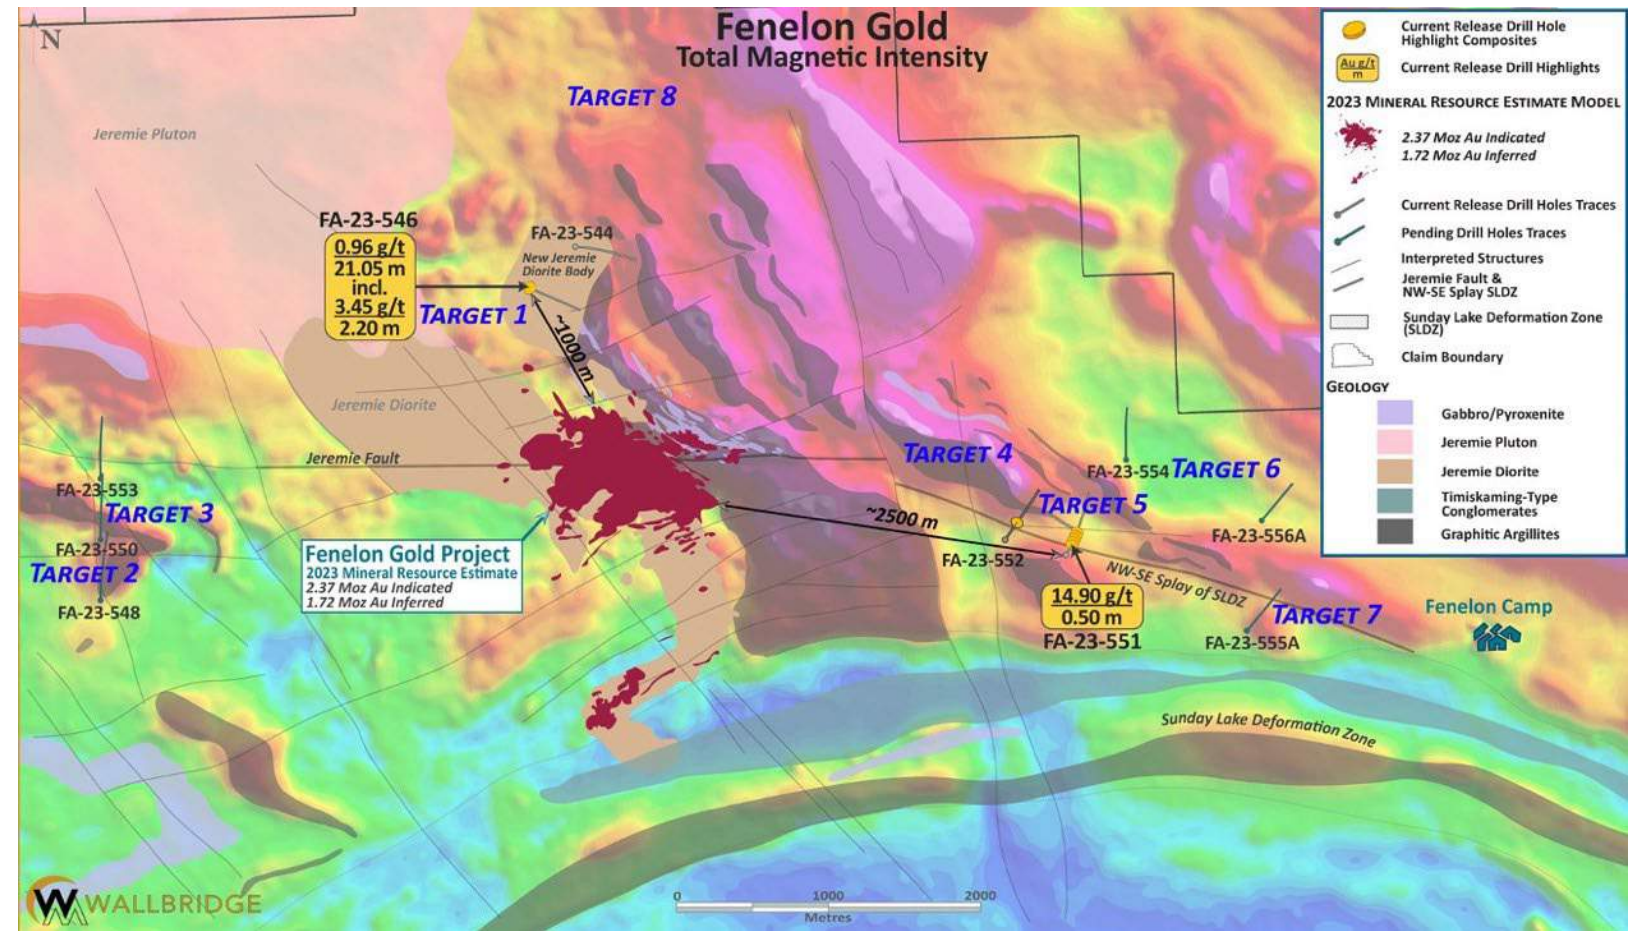 Fenelon Gold
Total Magnetic Intensity
N
TARGET 8
Jeremie Pluton
FA-23-546
0.96 g/t
21.05 m
incl.
3.45 g/t
2.20 m
FA-23-544
New Jeremie
Diorite Body
TARGET 1
~1000 m
Jeremie Diorite
Jeremie Fault
TARGET 4
FA-23-554
TARGET 6
FA-23-553
TARGET 3
TARGET 5
~2500 m
FA-23-556A
FA-23-550
FA-23-552
TARGET 2
Fenelon Gold Project
2023 Mineral Resource Estimate
2.37 Moz Au Indicated
1.72 Moz Au Inferred
NW-SE Splay of SLDZ
FA-23-548
14.90 g/t
0.50 m
FA-23-551
TARGET 7
FA-23-555A
Fenelon Camp
Sunday Lake Deformation Zone
WALLBRIDGE
0 1000 2000
Metres
Current Release Drill Hole
Highlight Composites
Au g/t
m
Current Release Drill Highlights
2023 MINERAL RESOURCE ESTIMATE MODEL
2.37 Moz Au Indicated
1.72 Moz Au Inferred
Current Release Drill Holes Traces
Pending Drill Holes Traces
Interpreted Structures
Jeremie Fault &
NW-SE Splay SLDZ
Sunday Lake Deformation Zone
(SLDZ)
Claim Boundary
GEOLOGY
Gabbro/Pyroxenite
Jeremie Pluton
Jeremie Diorite
Timiskaming-Type
Conglomerates
Graphitic Argillites